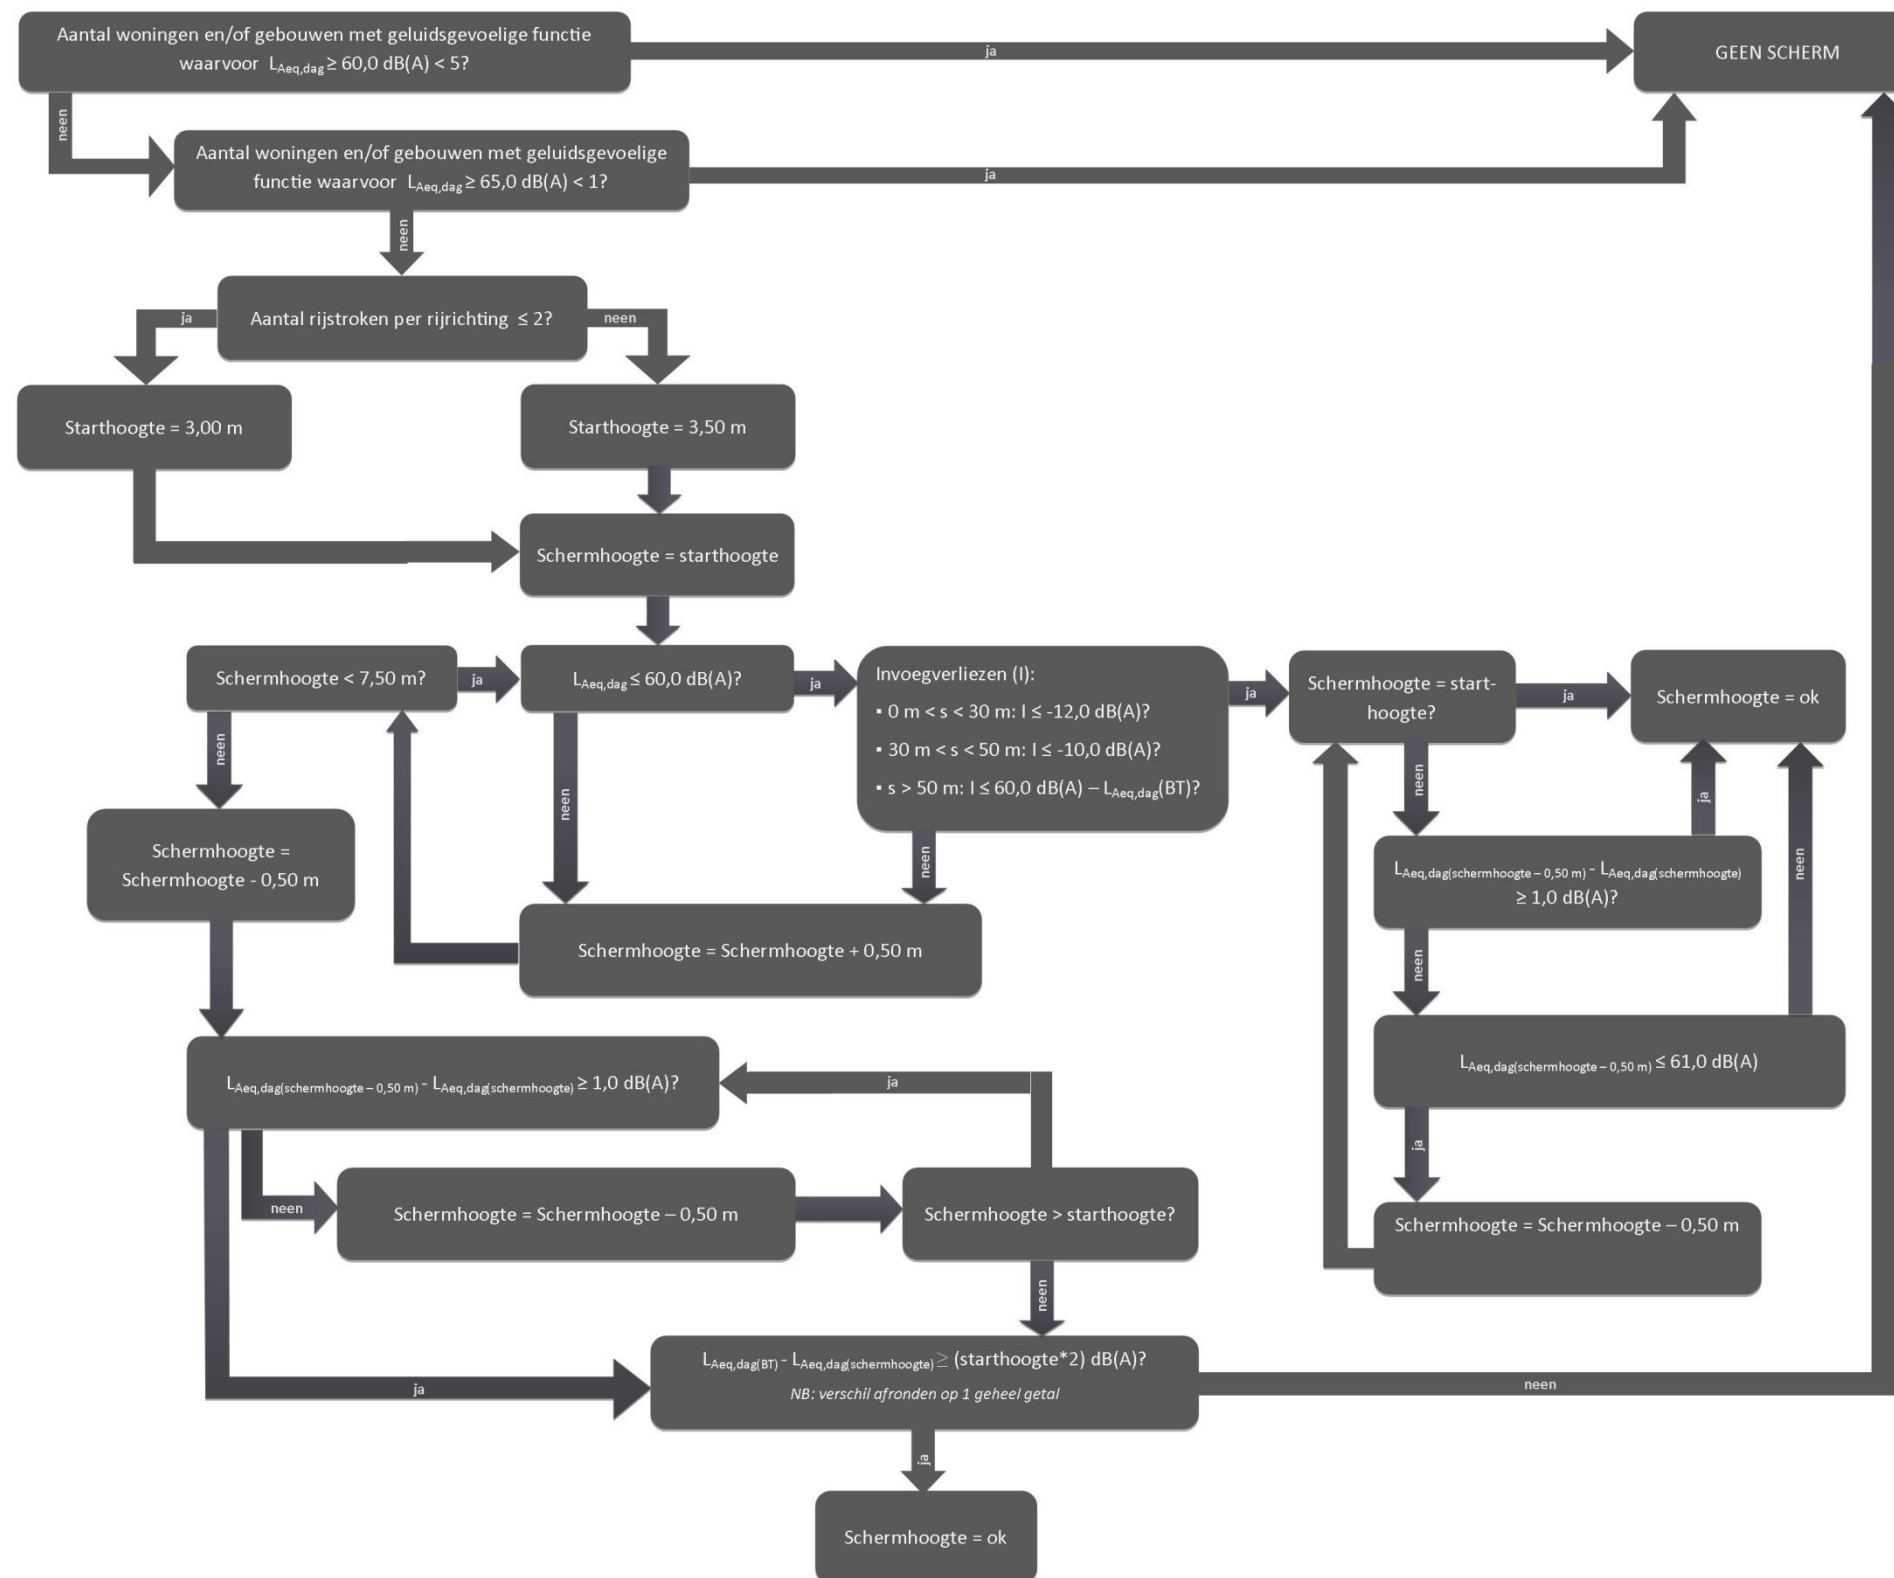 Aantal woningen en/of gebouwen met geluidsgevoelige functie
waarvoor LAeq,dag ≥ 60,0 dB(A) < 5?
ja
GEEN SCHERM
neen
Aantal woningen en/of gebouwen met geluidsgevoelige
functie waarvoor LAeq,dag ≥ 65,0 dB(A) < 1?
ja
neen
Aantal rijstroken per rijrichting ≤ 2?
ja
neen
Starthoogte = 3,00 m
Starthoogte = 3,50 m
Schermhoogte = starthoogte
Schermhoogte < 7,50 m?
ja
LAeq,dag ≤ 60,0 dB(A)?
ja
Invoegverliezen (I):
▪ 0 m < s < 30 m: I ≤ -12,0 dB(A)?
▪ 30 m < s < 50 m: I ≤ -10,0 dB(A)?
▪ s > 50 m: I ≤ 60,0 dB(A) – LAeq,dag(BT)?
ja
Schermhoogte = start-
hoogte?
ja
Schermhoogte = ok
neen
neen
neen
neen
ja
neen
Schermhoogte =
Schermhoogte - 0,50 m
LAeq,dag(schermhoogte – 0,50 m) - LAeq,dag(schermhoogte)
≥ 1,0 dB(A)?
Schermhoogte = Schermhoogte + 0,50 m
neen
LAeq,dag(schermhoogte – 0,50 m) ≤ 61,0 dB(A)
LAeq,dag(schermhoogte – 0,50 m) - LAeq,dag(schermhoogte) ≥ 1,0 dB(A)?
ja
ja
neen
Schermhoogte = Schermhoogte – 0,50 m
Schermhoogte > starthoogte?
Schermhoogte = Schermhoogte – 0,50 m
neen
LAeq,dag(BT) - LAeq,dag(schermhoogte) ≥ (starthoogte*2) dB(A)?
NB: verschil afronden op 1 geheel getal
ja
neen
ja
Schermhoogte = ok